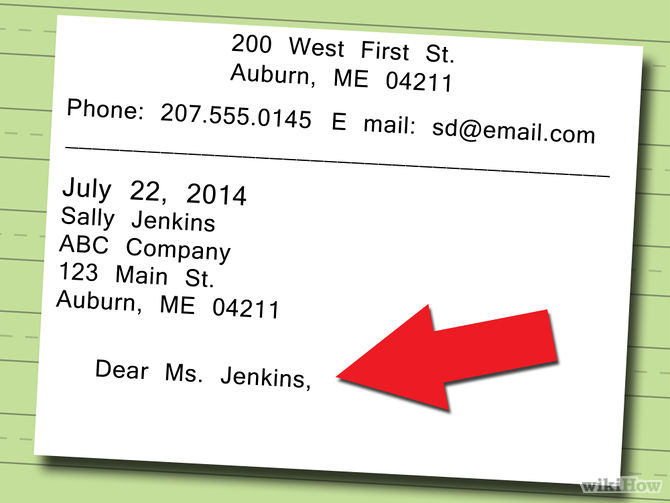 200 West First St.
Auburn, ME 04211
Phone: 207.555.0145 E mail: sd@email.com
July 22, 2014
Sally Jenkins
ABC Company
123 Main St.
Auburn, ME 04211
Dear Ms. Jenkins,
wikiHow